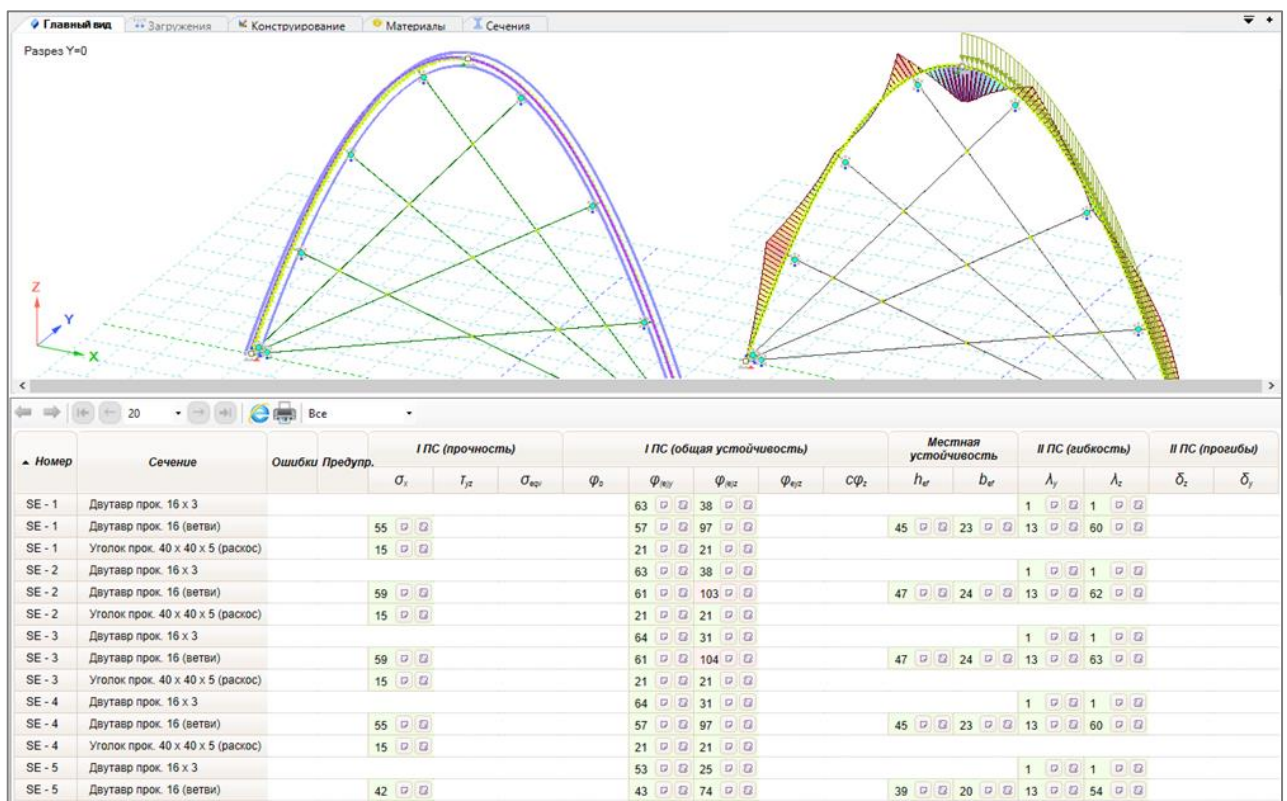 Главный вид Загружения Конструирование Материалы Сечения
Разрез Y=0
Z
Y
X
20 Все
Номер Сечение Ошибки Предупр. I ПС (прочность) I ПС (общая устойчивость) Местная устойчивость II ПС (гибкость) II ПС (прогибы)
σx τyz σeqv φo φ(e)y φ(e)z φeyz cφz hef bef λy λz δz δy
SE - 1 Двутавр прок. 16 x 3 63 38 1 1
SE - 1 Двутавр прок. 16 (ветви) 55 57 97 45 23 13 60
SE - 1 Уголок прок. 40 x 40 x 5 (раскос) 15 21 21
SE - 2 Двутавр прок. 16 x 3 63 38 1 1
SE - 2 Двутавр прок. 16 (ветви) 59 61 103 47 24 13 62
SE - 2 Уголок прок. 40 x 40 x 5 (раскос) 15 21 21
SE - 3 Двутавр прок. 16 x 3 64 31 1 1
SE - 3 Двутавр прок. 16 (ветви) 59 61 104 47 24 13 63
SE - 3 Уголок прок. 40 x 40 x 5 (раскос) 15 21 21
SE - 4 Двутавр прок. 16 x 3 64 31 1 1
SE - 4 Двутавр прок. 16 (ветви) 55 57 97 45 23 13 60
SE - 4 Уголок прок. 40 x 40 x 5 (раскос) 15 21 21
SE - 5 Двутавр прок. 16 x 3 53 25 1 1
SE - 5 Двутавр прок. 16 (ветви) 42 43 74 39 20 13 54